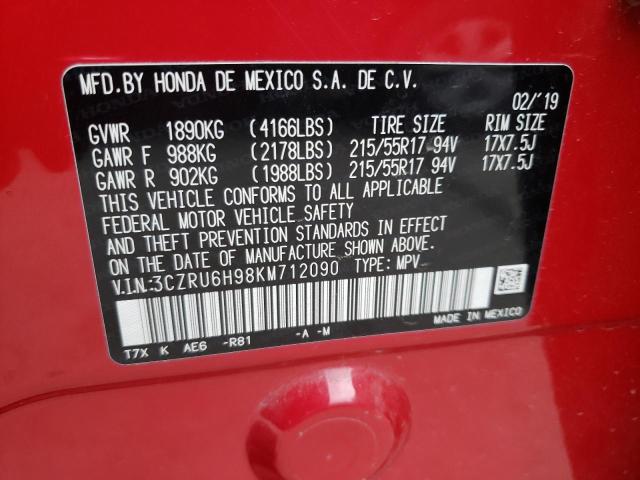 MFD.BY HONDA DE MEXICO S.A. DE C.V.
02/'19
GVWR 1890KG (4166LBS) TIRE SIZE RIM SIZE
GAWR F 988KG (2178LBS) 215/55R17 94V 17X7.5J
GAWR R 902KG (1988LBS) 215/55R17 94V 17X7.5J
THIS VEHICLE CONFORMS TO ALL APPLICABLE
FEDERAL MOTOR VEHICLE SAFETY
AND THEFT PREVENTION STANDARDS IN EFFECT
ON THE DATE OF MANUFACTURE SHOWN ABOVE.
V.I.N.:3CZRU6H98KM712090 TYPE: MPV
MADE IN MEXICO
T7X K AE6 -R81 -A -M